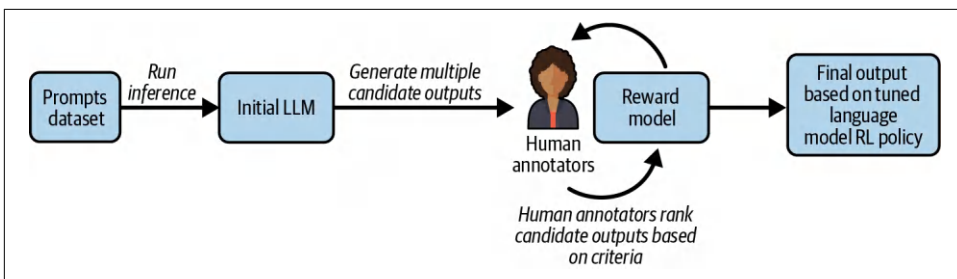 Prompts
dataset
Run
inference
Initial LLM
Generate multiple
candidate outputs
Human
annotators
Reward
model
Human annotators rank
candidate outputs based
on criteria
Final output
based on tuned
language
model RL policy